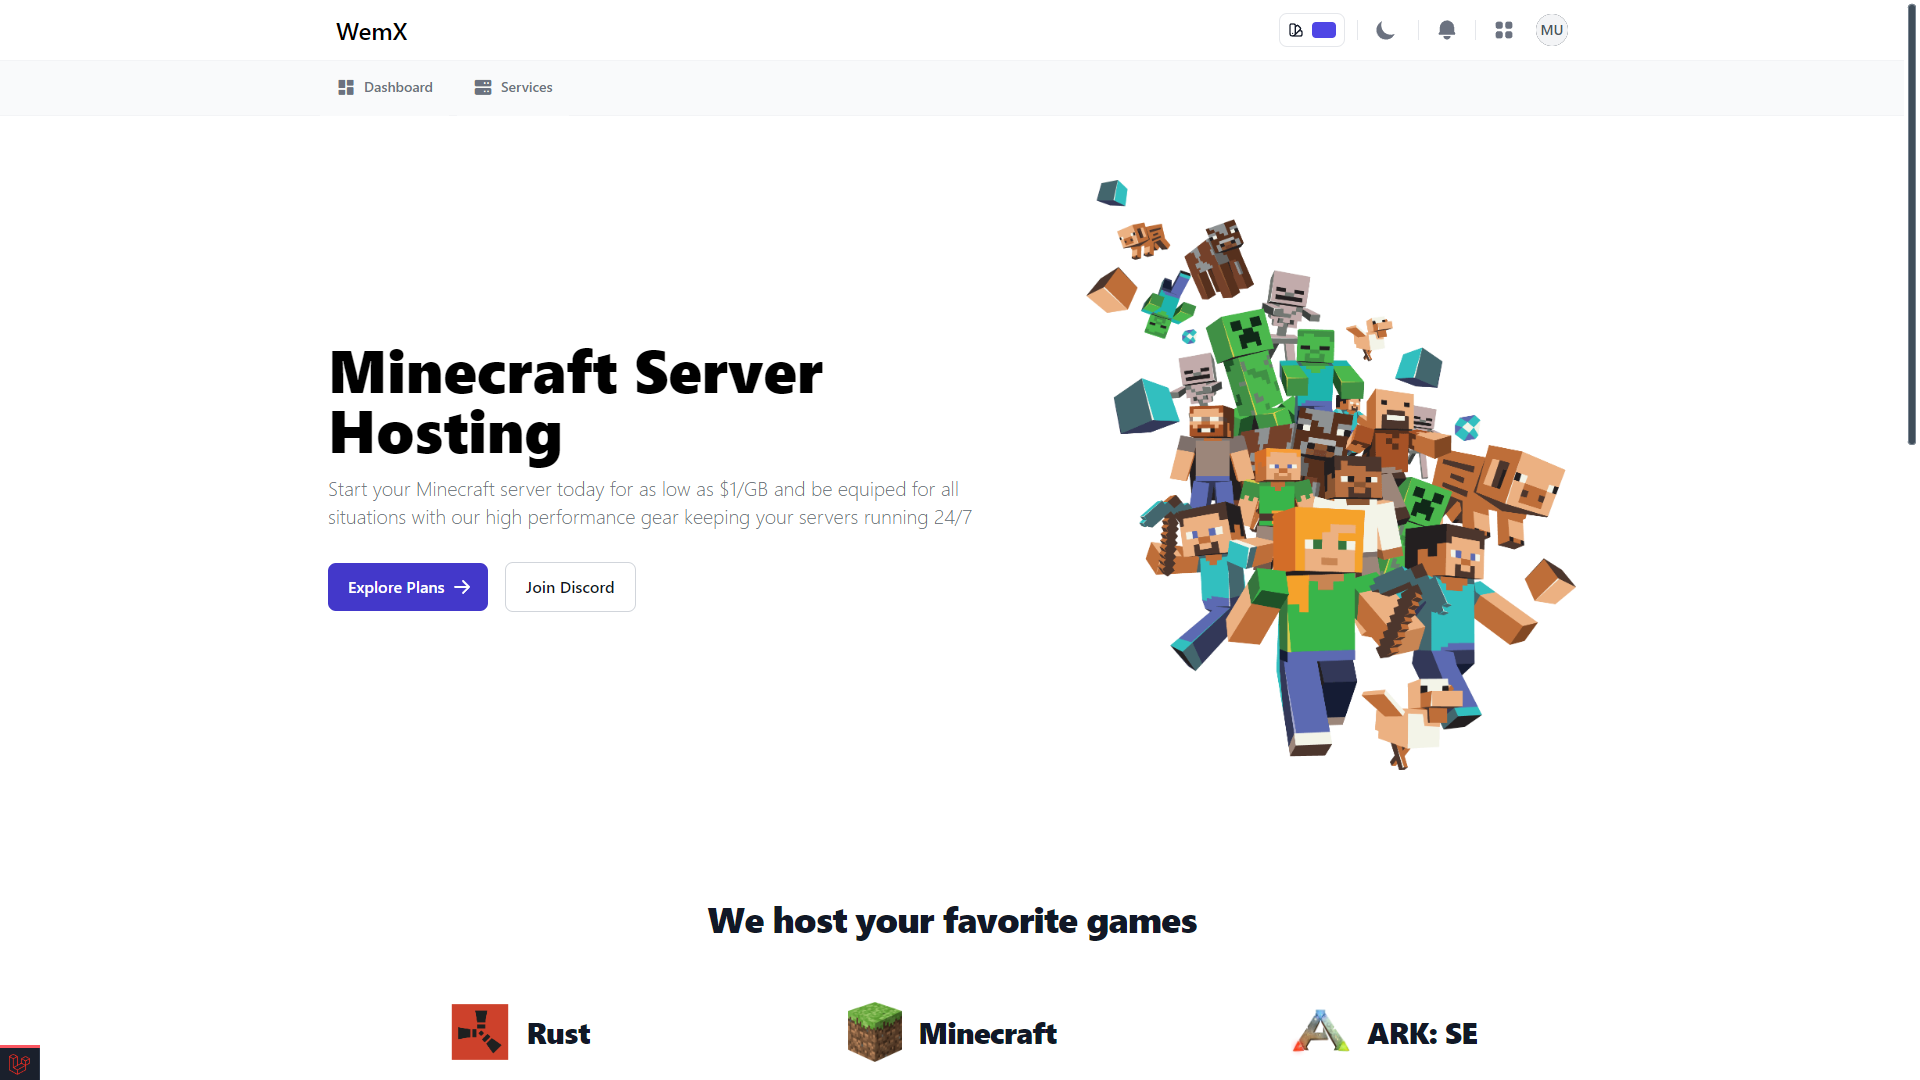 WemX
MU
Dashboard
Services
Minecraft Server
Hosting
Start your Minecraft server today for as low as $1/GB and be equiped for all
situations with our high performance gear keeping your servers running 24/7
Explore Plans
Join Discord
We host your favorite games
Rust
Minecraft
ARK: SE